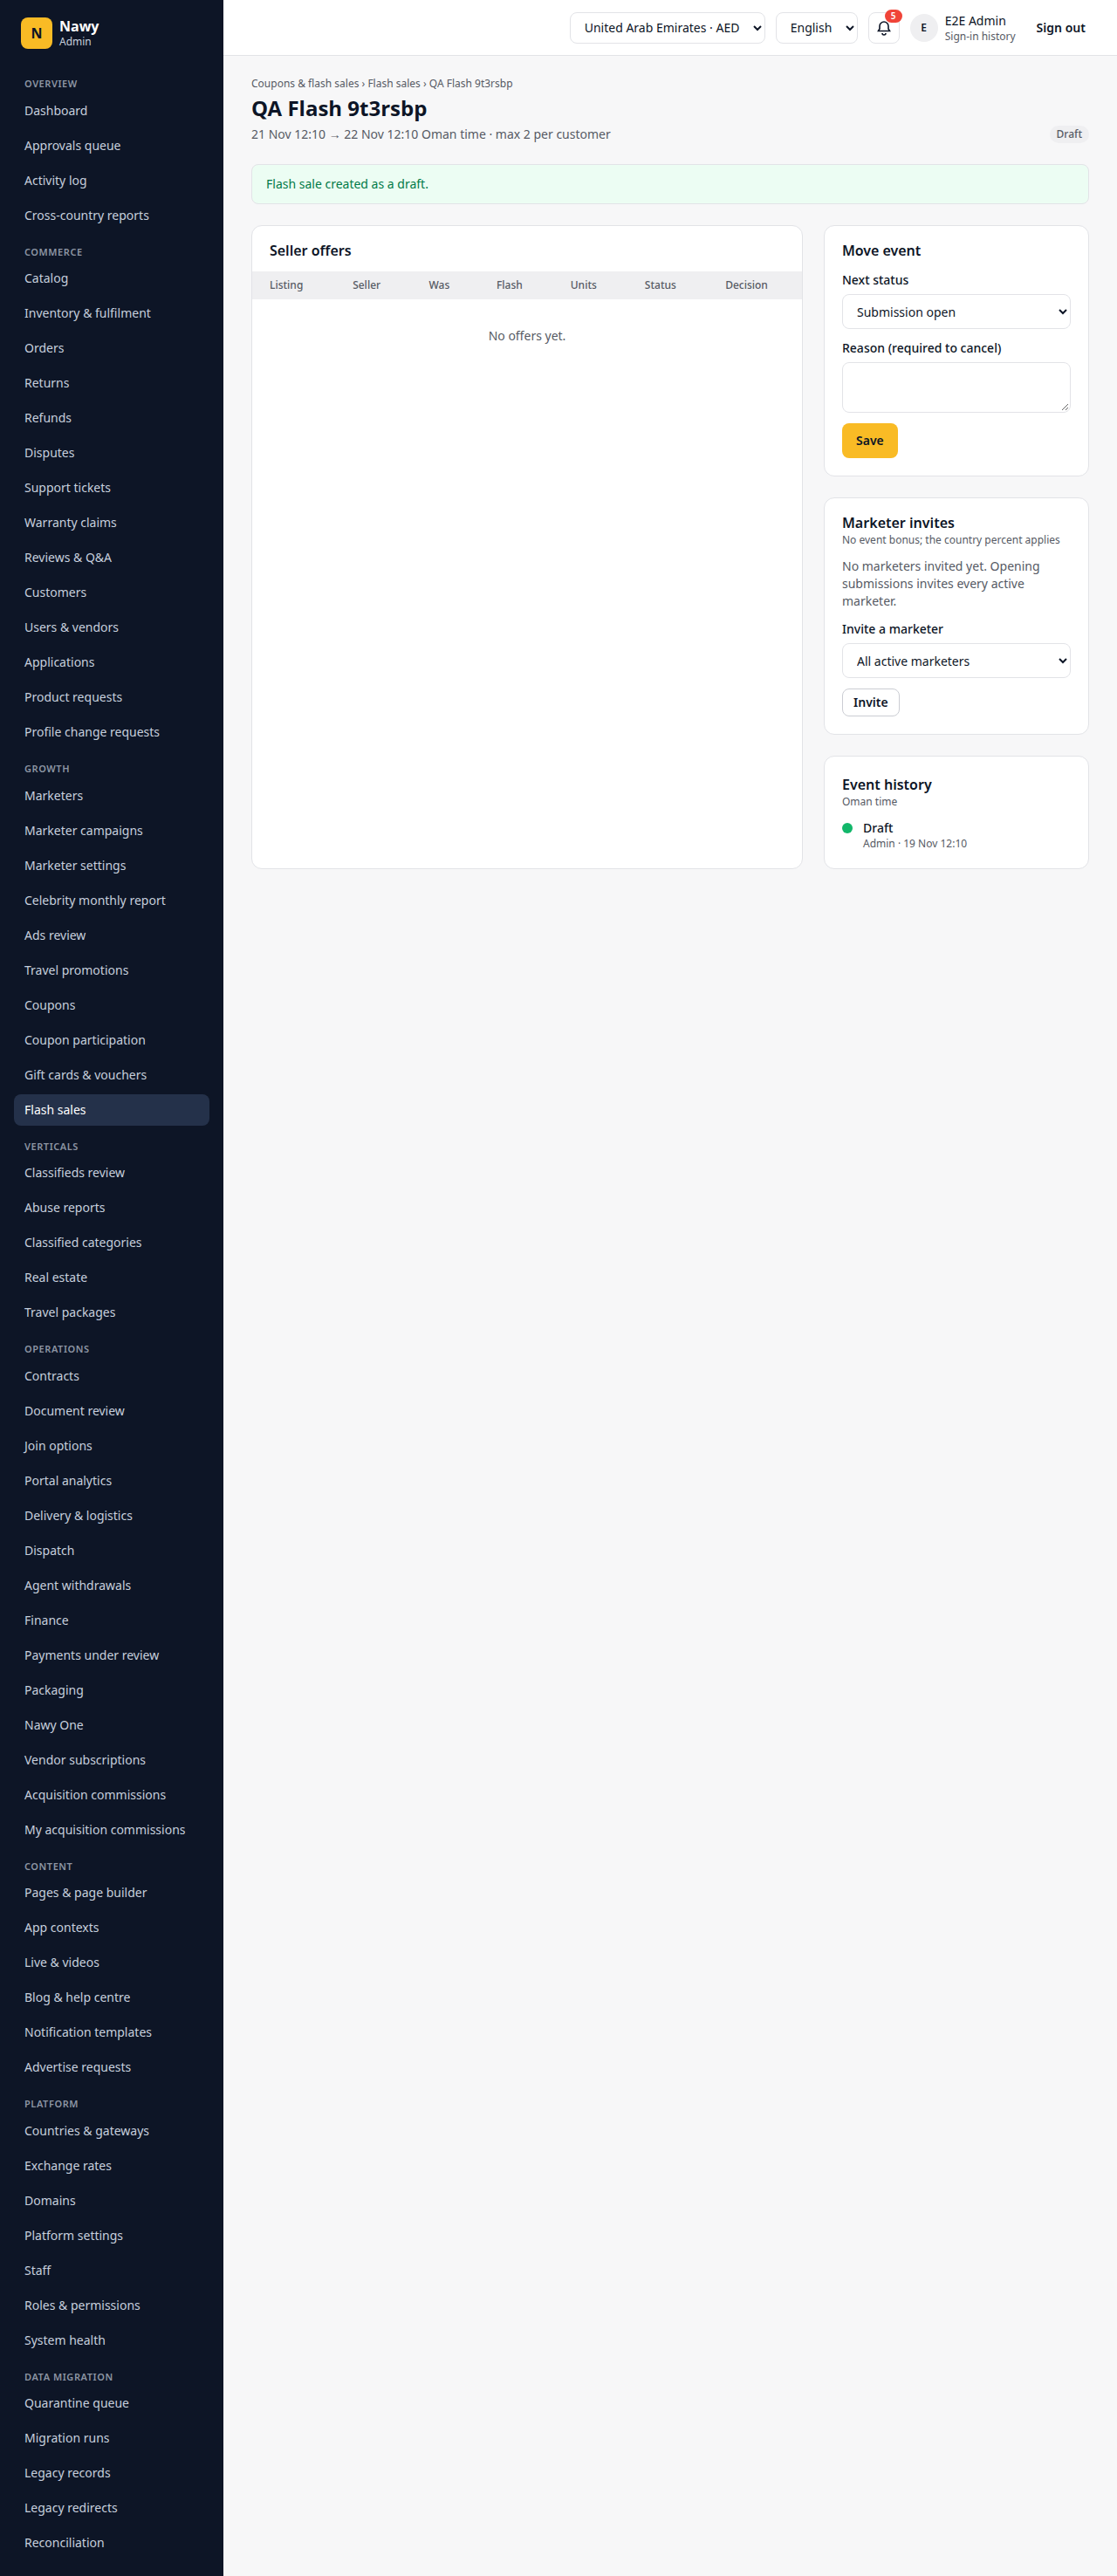 N
Nawy
Admin
OVERVIEW
Dashboard
Approvals queue
Activity log
Cross-country reports
COMMERCE
Catalog
Inventory & fulfilment
Orders
Returns
Refunds
Disputes
Support tickets
Warranty claims
Reviews & Q&A
Customers
Users & vendors
Applications
Product requests
Profile change requests
GROWTH
Marketers
Marketer campaigns
Marketer settings
Celebrity monthly report
Ads review
Travel promotions
Coupons
Coupon participation
Gift cards & vouchers
Flash sales
VERTICALS
Classifieds review
Abuse reports
Classified categories
Real estate
Travel packages
OPERATIONS
Contracts
Document review
Join options
Portal analytics
Delivery & logistics
Dispatch
Agent withdrawals
Finance
Payments under review
Packaging
Nawy One
Vendor subscriptions
Acquisition commissions
My acquisition commissions
CONTENT
Pages & page builder
App contexts
Live & videos
Blog & help centre
Notification templates
Advertise requests
PLATFORM
Countries & gateways
Exchange rates
Domains
Platform settings
Staff
Roles & permissions
System health
DATA MIGRATION
Quarantine queue
Migration runs
Legacy records
Legacy redirects
Reconciliation
United Arab Emirates · AED
English
5
E
E2E Admin
Sign-in history
Sign out
Coupons & flash sales › Flash sales › QA Flash 9t3rsbp
QA Flash 9t3rsbp
21 Nov 12:10 → 22 Nov 12:10 Oman time · max 2 per customer
Draft
Flash sale created as a draft.
Seller offers
Listing Seller Was Flash Units Status Decision
No offers yet.
Move event
Next status
Submission open
Reason (required to cancel)
Save
Marketer invites
No event bonus; the country percent applies
No marketers invited yet. Opening
submissions invites every active
marketer.
Invite a marketer
All active marketers
Invite
Event history
Oman time
Draft
Admin · 19 Nov 12:10